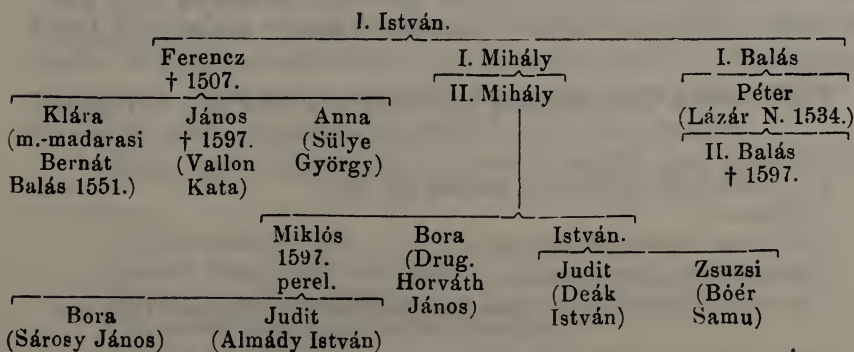 I. István.
Ferencz I. Mihály I. Balás
† 1507. II. Mihály Péter
Klára János Anna (Lázár N. 1534.)
(m.-madarasi † 1597. (Sülye II. Balás
Bernát (Vallon György) † 1597.
Balás 1551.) Kata)
Miklós Bora István.
1597. (Drug. Judit Zsuzsi
perel. Horváth (Deák (Bóér
János) István) Samu)
Bora Judit
(Sárosy János) (Almády István)